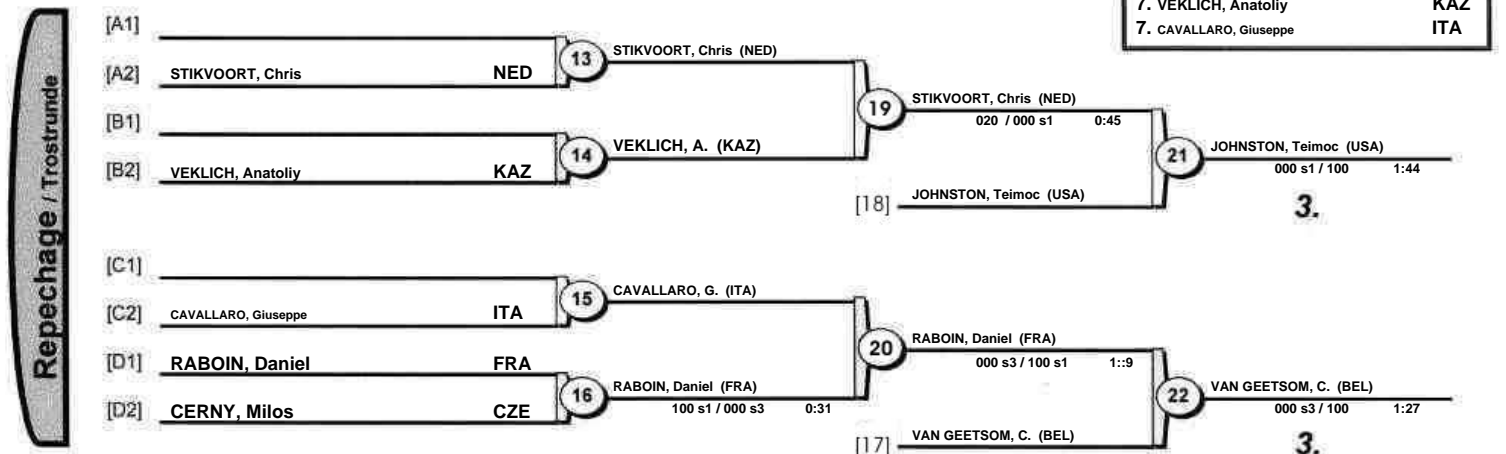 7. VEKLICH, Anatoliy KAZ
7. CAVALLARO, Giuseppe ITA
Repechage / Trostrunde
[A1]
[A2] STIKVOORT, Chris NED
13 STIKVOORT, Chris (NED)
[B1]
[B2] VEKLICH, Anatoliy KAZ
14 VEKLICH, A. (KAZ)
19 STIKVOORT, Chris (NED)
020 / 000 s1 0:45
[18] JOHNSTON, Teimoc (USA)
21 JOHNSTON, Teimoc (USA)
000 s1 / 100 1:44
3.
[C1]
[C2] CAVALLARO, Giuseppe ITA
15 CAVALLARO, G. (ITA)
[D1] RABOIN, Daniel FRA
[D2] CERNY, Milos CZE
16 RABOIN, Daniel (FRA)
100 s1 / 000 s3 0:31
20 RABOIN, Daniel (FRA)
000 s3 / 100 s1 1::9
[17] VAN GEETSOM, C. (BEL)
22 VAN GEETSOM, C. (BEL)
000 s3 / 100 1:27
3.